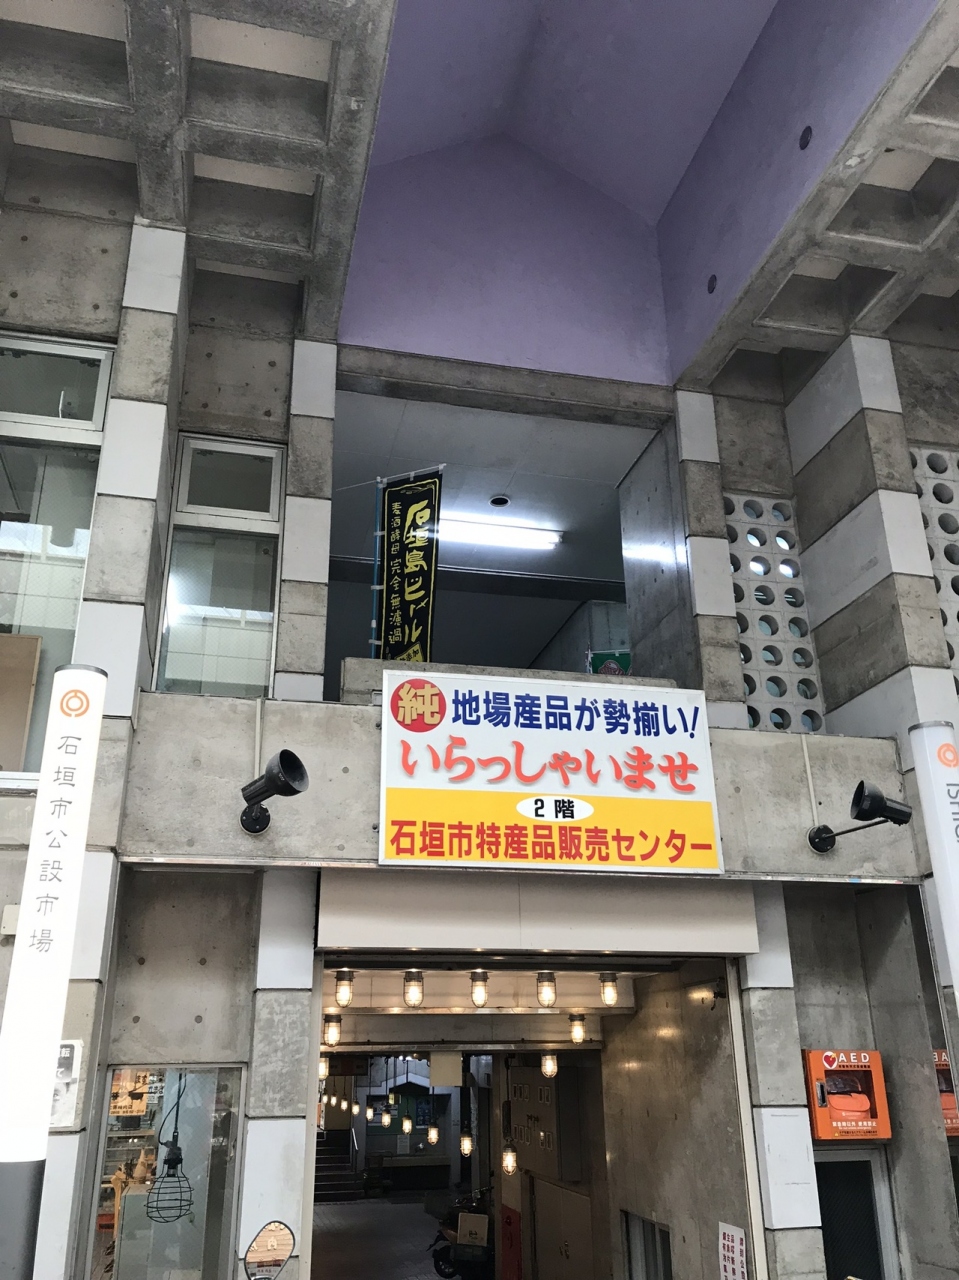 石垣島ビール
麦酒酵母 完全無濾過
純 地場産品が勢揃い!
いらっしゃいませ
2階
石垣市特産品販売センター
石垣市公設市場
AED